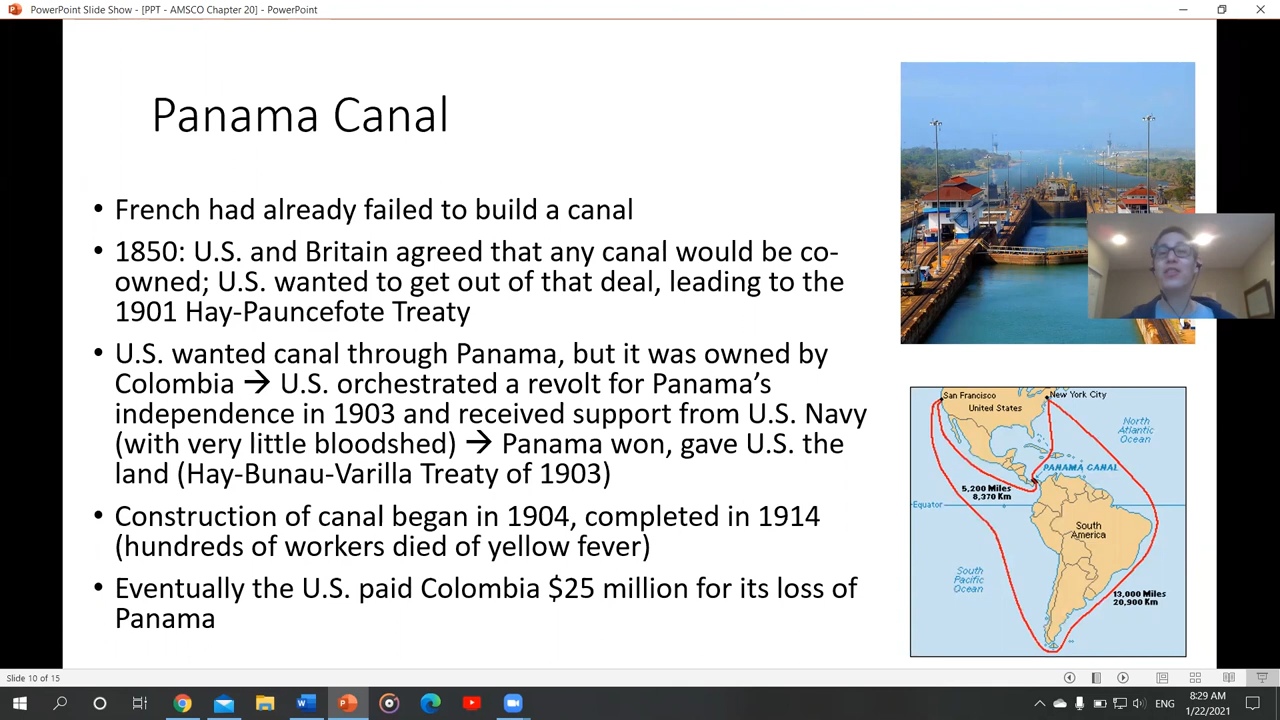 PowerPoint Slide Show - [PPT - AMSCO Chapter 20] - PowerPoint
Panama Canal
• French had already failed to build a canal
• 1850: U.S. and Britain agreed that any canal would be co-
owned; U.S. wanted to get out of that deal, leading to the
1901 Hay-Pauncefote Treaty
• U.S. wanted canal through Panama, but it was owned by
Colombia → U.S. orchestrated a revolt for Panama's
independence in 1903 and received support from U.S. Navy
(with very little bloodshed) → Panama won, gave U.S. the
land (Hay-Bunau-Varilla Treaty of 1903)
• Construction of canal began in 1904, completed in 1914
(hundreds of workers died of yellow fever)
• Eventually the U.S. paid Colombia $25 million for its loss of
Panama
San Francisco
New York City
United States
North
Atlantic
Ocean
PANAMA CANAL
5,200 Miles
8,370 Km
Equator
South
America
South
Pacific
Ocean
13,000 Miles
20,900 Km
Slide 10 of 15
ENG
8:29 AM
1/22/2021